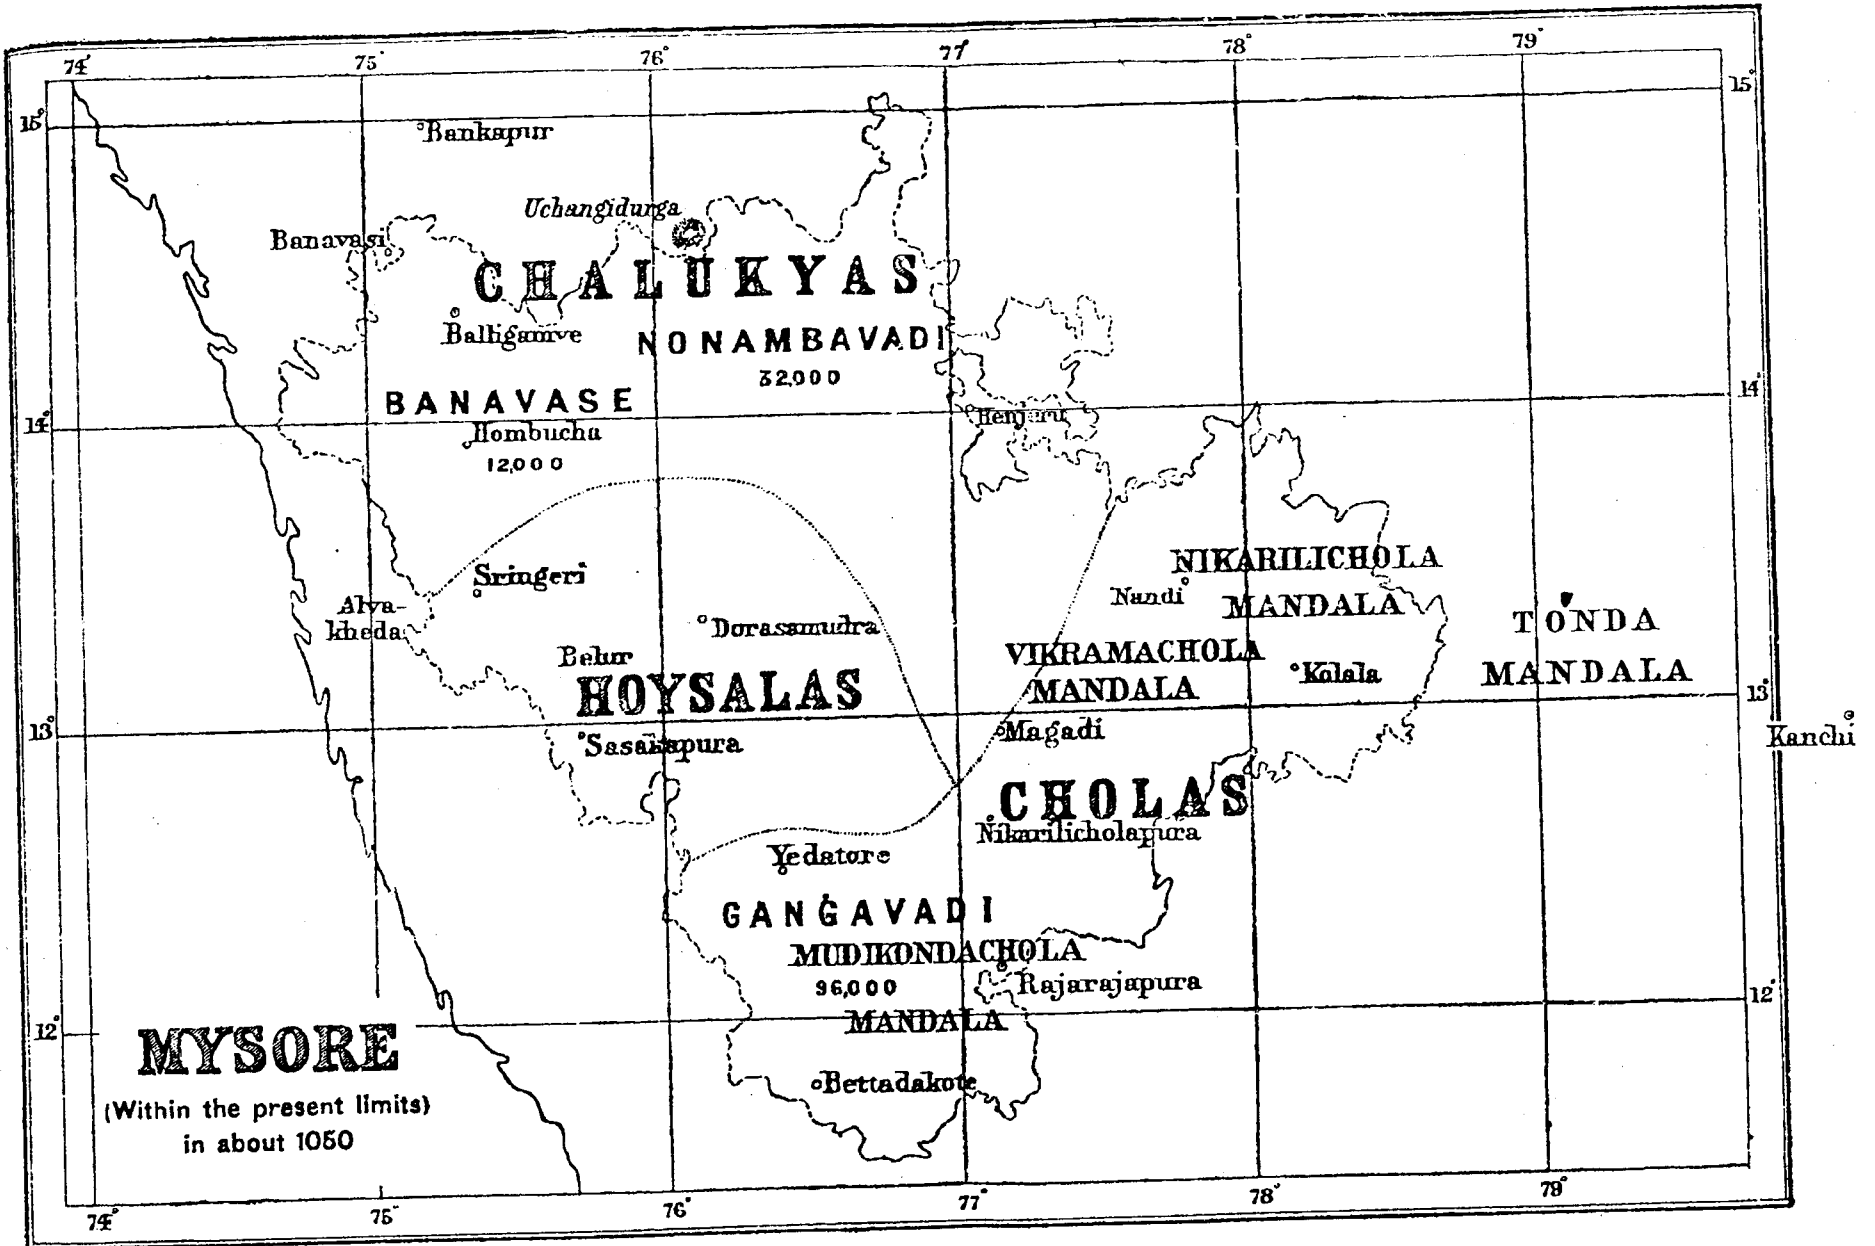 74° 75° 76° 77° 78° 79°
15° 15°
Bankapur
Uchangidurga
Banavasi
CHALUKYAS
Balligamve
NONAMBAVADI
32,000
14° 14°
BANAVASE
Hombucha
12,000
Henjeru
Sringeri
Alva-
kheda
Dorasamudra
Belur
HOYSALAS
Sasakapura
NIKARILICHOLA
MANDALA
Nandi
VIKRAMACHOLA
MANDALA
Kolala
TONDA
MANDALA
13° 13°
Magadi
Kanchi
CHOLAS
Nikarilicholapura
Yedatore
GANGAVADI
MUDIKONDACHOLA
96,000
MANDALA
Rajarajapura
12° 12°
Bettadakote
MYSORE
(Within the present limits)
in about 1050
74° 75° 76° 77° 78° 79°